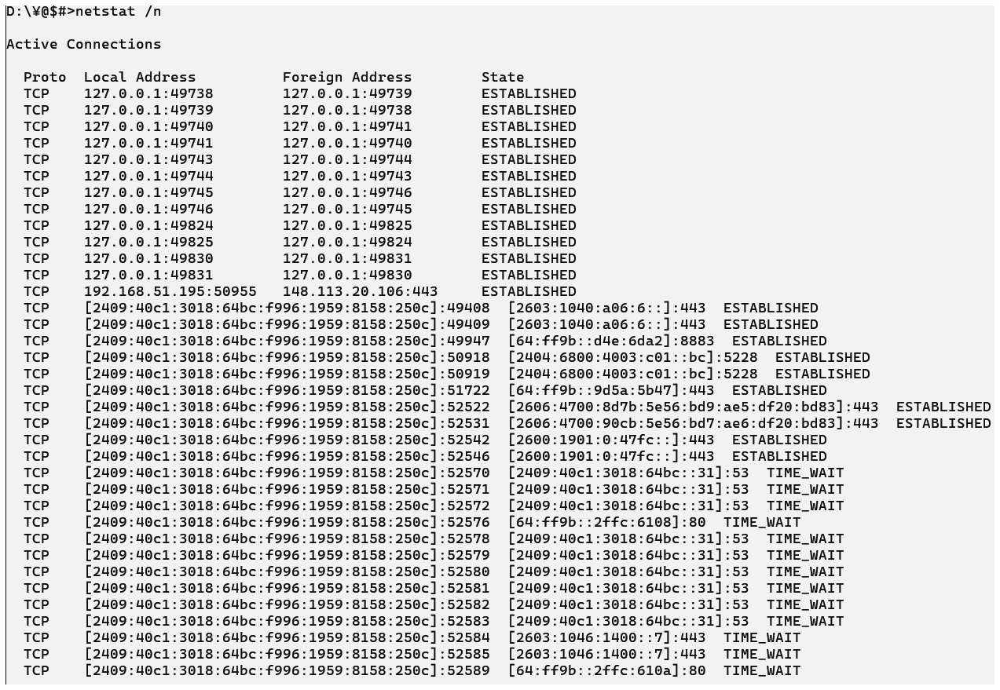 D:\¥@$#>netstat /n
Active Connections
Proto  Local Address          Foreign Address        State
TCP    127.0.0.1:49738        127.0.0.1:49739        ESTABLISHED
TCP    127.0.0.1:49739        127.0.0.1:49738        ESTABLISHED
TCP    127.0.0.1:49740        127.0.0.1:49741        ESTABLISHED
TCP    127.0.0.1:49741        127.0.0.1:49740        ESTABLISHED
TCP    127.0.0.1:49743        127.0.0.1:49744        ESTABLISHED
TCP    127.0.0.1:49744        127.0.0.1:49743        ESTABLISHED
TCP    127.0.0.1:49745        127.0.0.1:49746        ESTABLISHED
TCP    127.0.0.1:49746        127.0.0.1:49745        ESTABLISHED
TCP    127.0.0.1:49824        127.0.0.1:49825        ESTABLISHED
TCP    127.0.0.1:49825        127.0.0.1:49824        ESTABLISHED
TCP    127.0.0.1:49830        127.0.0.1:49831        ESTABLISHED
TCP    127.0.0.1:49831        127.0.0.1:49830        ESTABLISHED
TCP    192.168.51.195:50955   148.113.20.106:443     ESTABLISHED
TCP    [2409:40c1:3018:64bc:f996:1959:8158:250c]:49408  [2603:1040:a06:6::]:443  ESTABLISHED
TCP    [2409:40c1:3018:64bc:f996:1959:8158:250c]:49409  [2603:1040:a06:6::]:443  ESTABLISHED
TCP    [2409:40c1:3018:64bc:f996:1959:8158:250c]:49947  [64:ff9b::d4e:6da2]:8883  ESTABLISHED
TCP    [2409:40c1:3018:64bc:f996:1959:8158:250c]:50918  [2404:6800:4003:c01::bc]:5228  ESTABLISHED
TCP    [2409:40c1:3018:64bc:f996:1959:8158:250c]:50919  [2404:6800:4003:c01::bc]:5228  ESTABLISHED
TCP    [2409:40c1:3018:64bc:f996:1959:8158:250c]:51722  [64:ff9b::9d5a:5b47]:443  ESTABLISHED
TCP    [2409:40c1:3018:64bc:f996:1959:8158:250c]:52522  [2606:4700:8d7b:5e56:bd9:ae5:df20:bd83]:443  ESTABLISHED
TCP    [2409:40c1:3018:64bc:f996:1959:8158:250c]:52531  [2606:4700:90cb:5e56:bd7:ae6:df20:bd83]:443  ESTABLISHED
TCP    [2409:40c1:3018:64bc:f996:1959:8158:250c]:52542  [2600:1901:0:47fc::]:443  ESTABLISHED
TCP    [2409:40c1:3018:64bc:f996:1959:8158:250c]:52546  [2600:1901:0:47fc::]:443  ESTABLISHED
TCP    [2409:40c1:3018:64bc:f996:1959:8158:250c]:52570  [2409:40c1:3018:64bc::31]:53  TIME_WAIT
TCP    [2409:40c1:3018:64bc:f996:1959:8158:250c]:52571  [2409:40c1:3018:64bc::31]:53  TIME_WAIT
TCP    [2409:40c1:3018:64bc:f996:1959:8158:250c]:52572  [2409:40c1:3018:64bc::31]:53  TIME_WAIT
TCP    [2409:40c1:3018:64bc:f996:1959:8158:250c]:52576  [64:ff9b::2ffc:6108]:80  TIME_WAIT
TCP    [2409:40c1:3018:64bc:f996:1959:8158:250c]:52578  [2409:40c1:3018:64bc::31]:53  TIME_WAIT
TCP    [2409:40c1:3018:64bc:f996:1959:8158:250c]:52579  [2409:40c1:3018:64bc::31]:53  TIME_WAIT
TCP    [2409:40c1:3018:64bc:f996:1959:8158:250c]:52580  [2409:40c1:3018:64bc::31]:53  TIME_WAIT
TCP    [2409:40c1:3018:64bc:f996:1959:8158:250c]:52581  [2409:40c1:3018:64bc::31]:53  TIME_WAIT
TCP    [2409:40c1:3018:64bc:f996:1959:8158:250c]:52582  [2409:40c1:3018:64bc::31]:53  TIME_WAIT
TCP    [2409:40c1:3018:64bc:f996:1959:8158:250c]:52583  [2409:40c1:3018:64bc::31]:53  TIME_WAIT
TCP    [2409:40c1:3018:64bc:f996:1959:8158:250c]:52584  [2603:1046:1400::7]:443  TIME_WAIT
TCP    [2409:40c1:3018:64bc:f996:1959:8158:250c]:52585  [2603:1046:1400::7]:443  TIME_WAIT
TCP    [2409:40c1:3018:64bc:f996:1959:8158:250c]:52589  [64:ff9b::2ffc:610a]:80  TIME_WAIT